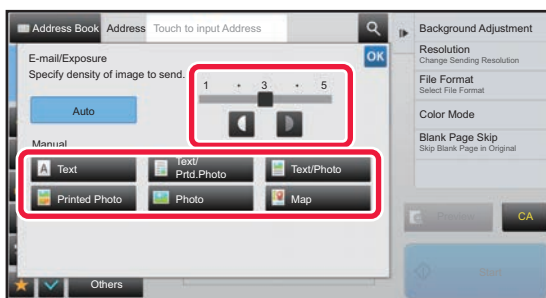 Address Book Address Touch to input Address
E-mail/Exposure
OK
Specify density of image to send.
1 • 3 • 5
Auto
Manual
A Text
Text/
Prtd.Photo
Text/Photo
Printed Photo
Photo
Map
Others
Background Adjustment
Resolution
Change Sending Resolution
File Format
Select File Format
Color Mode
Blank Page Skip
Skip Blank Page in Original
Preview
CA
Start